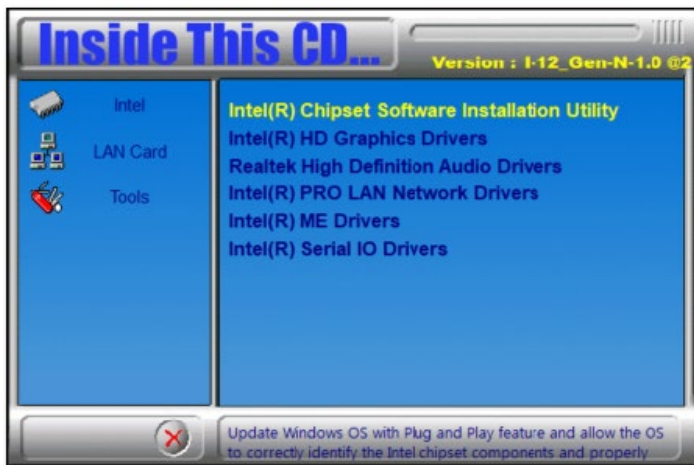 Inside This CD...
Version : I-12_Gen-N-1.0 @2
Intel
LAN Card
Tools
Intel(R) Chipset Software Installation Utility
Intel(R) HD Graphics Drivers
Realtek High Definition Audio Drivers
Intel(R) PRO LAN Network Drivers
Intel(R) ME Drivers
Intel(R) Serial IO Drivers
Update Windows OS with Plug and Play feature and allow the OS
to correctly identify the Intel chipset components and properly